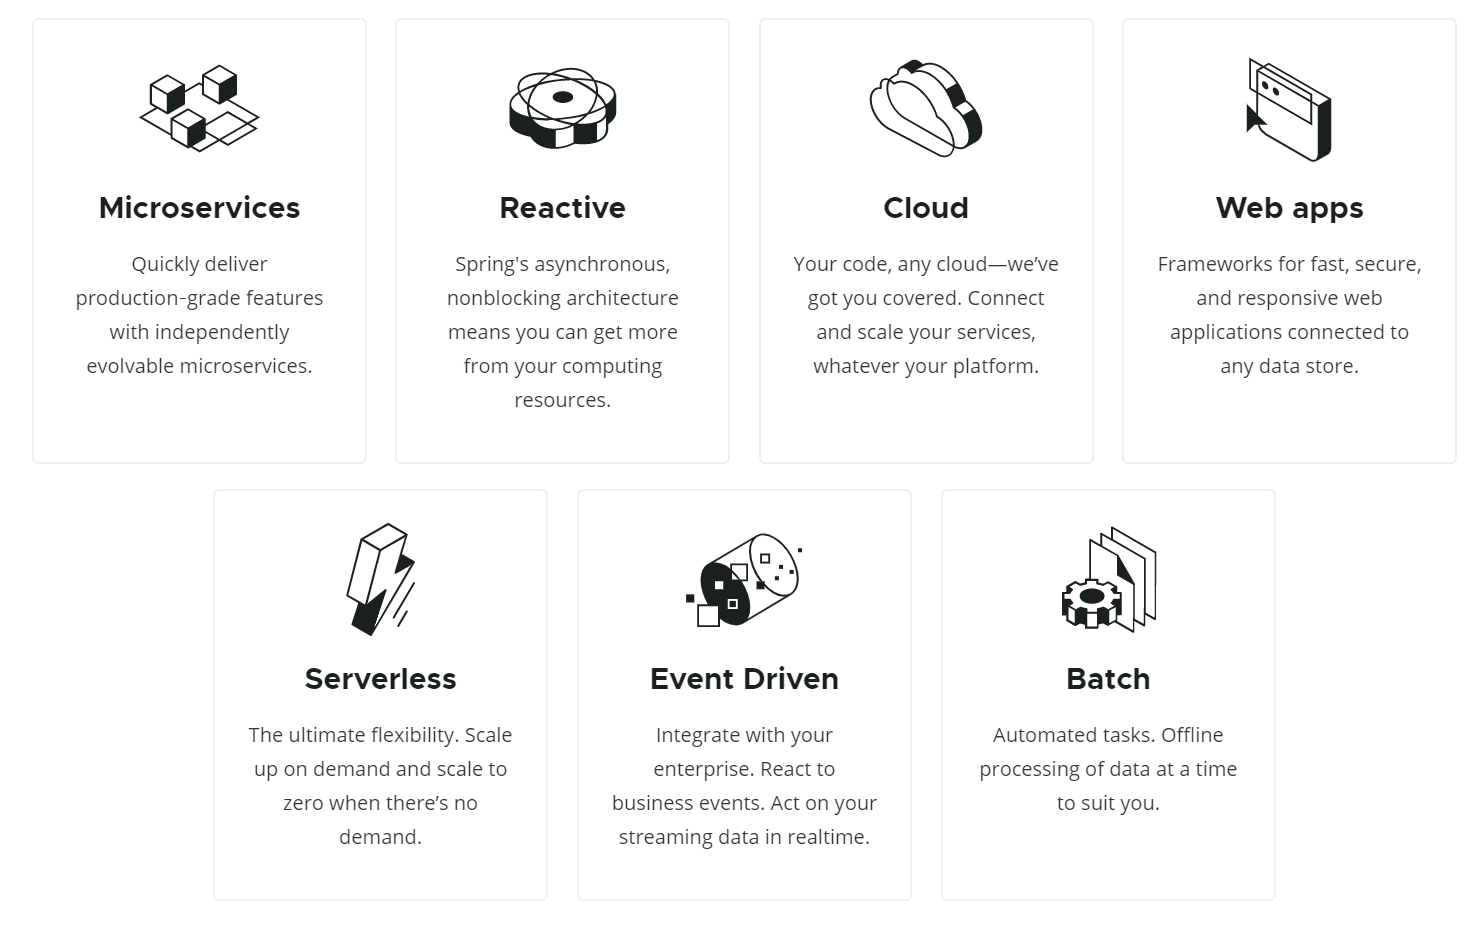 Microservices
Quickly deliver
production-grade features
with independently
evolvable microservices.
Reactive
Spring's asynchronous,
nonblocking architecture
means you can get more
from your computing
resources.
Cloud
Your code, any cloud—we’ve
got you covered. Connect
and scale your services,
whatever your platform.
Web apps
Frameworks for fast, secure,
and responsive web
applications connected to
any data store.
Serverless
The ultimate flexibility. Scale
up on demand and scale to
zero when there’s no
demand.
Event Driven
Integrate with your
enterprise. React to
business events. Act on your
streaming data in realtime.
Batch
Automated tasks. Offline
processing of data at a time
to suit you.